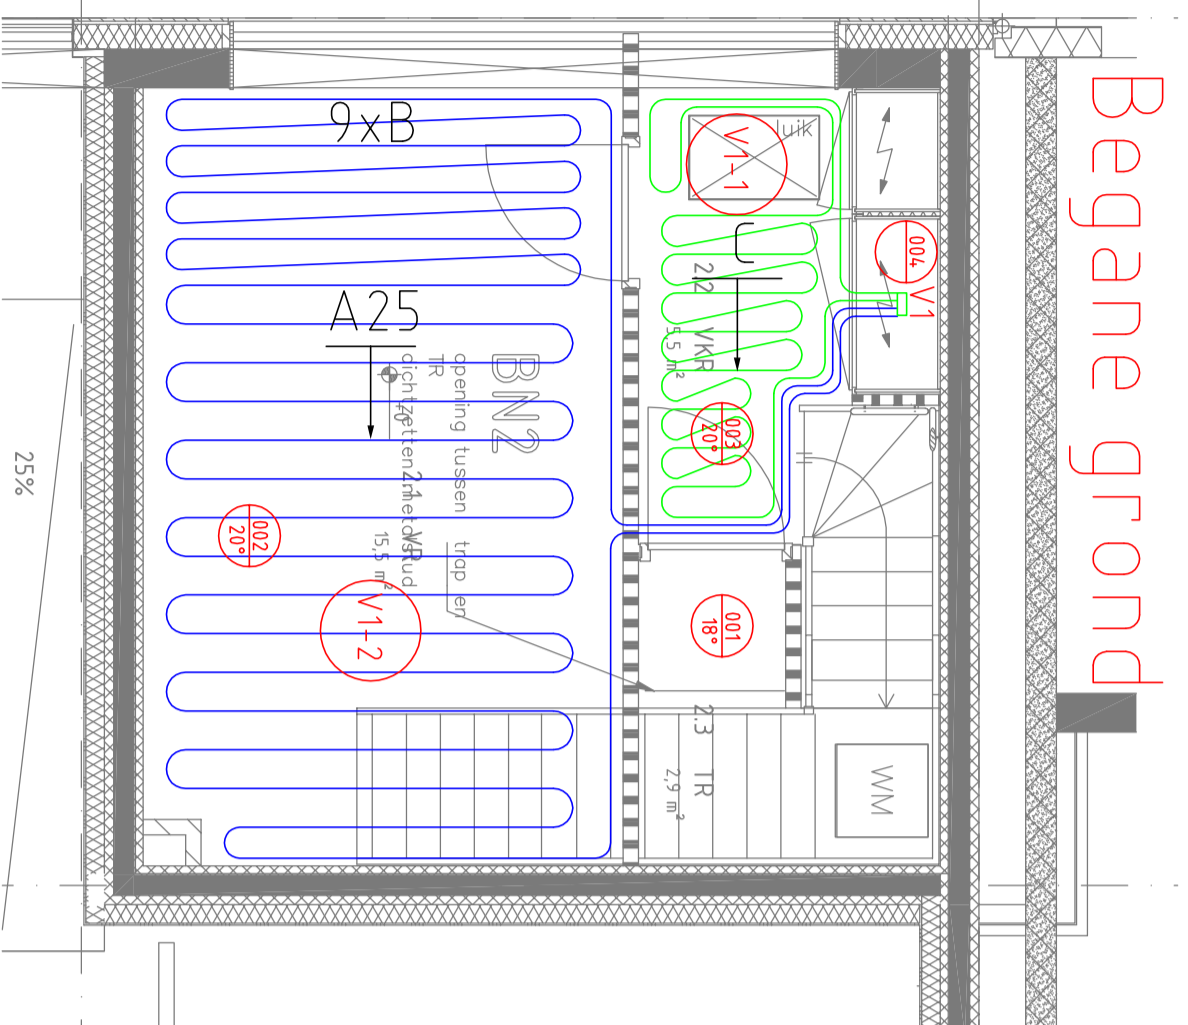 Begane grond
9xB
A25
luik
V1-1
C
004
V1
2.2 VKR
5,5 m²
003
20°
BN2
opening tussen trap en
TR
dichtzetten met
2.1 VR
15,5 m²
002
20°
V1-2
001
18°
2.3 TR
2,9 m²
WM
25%